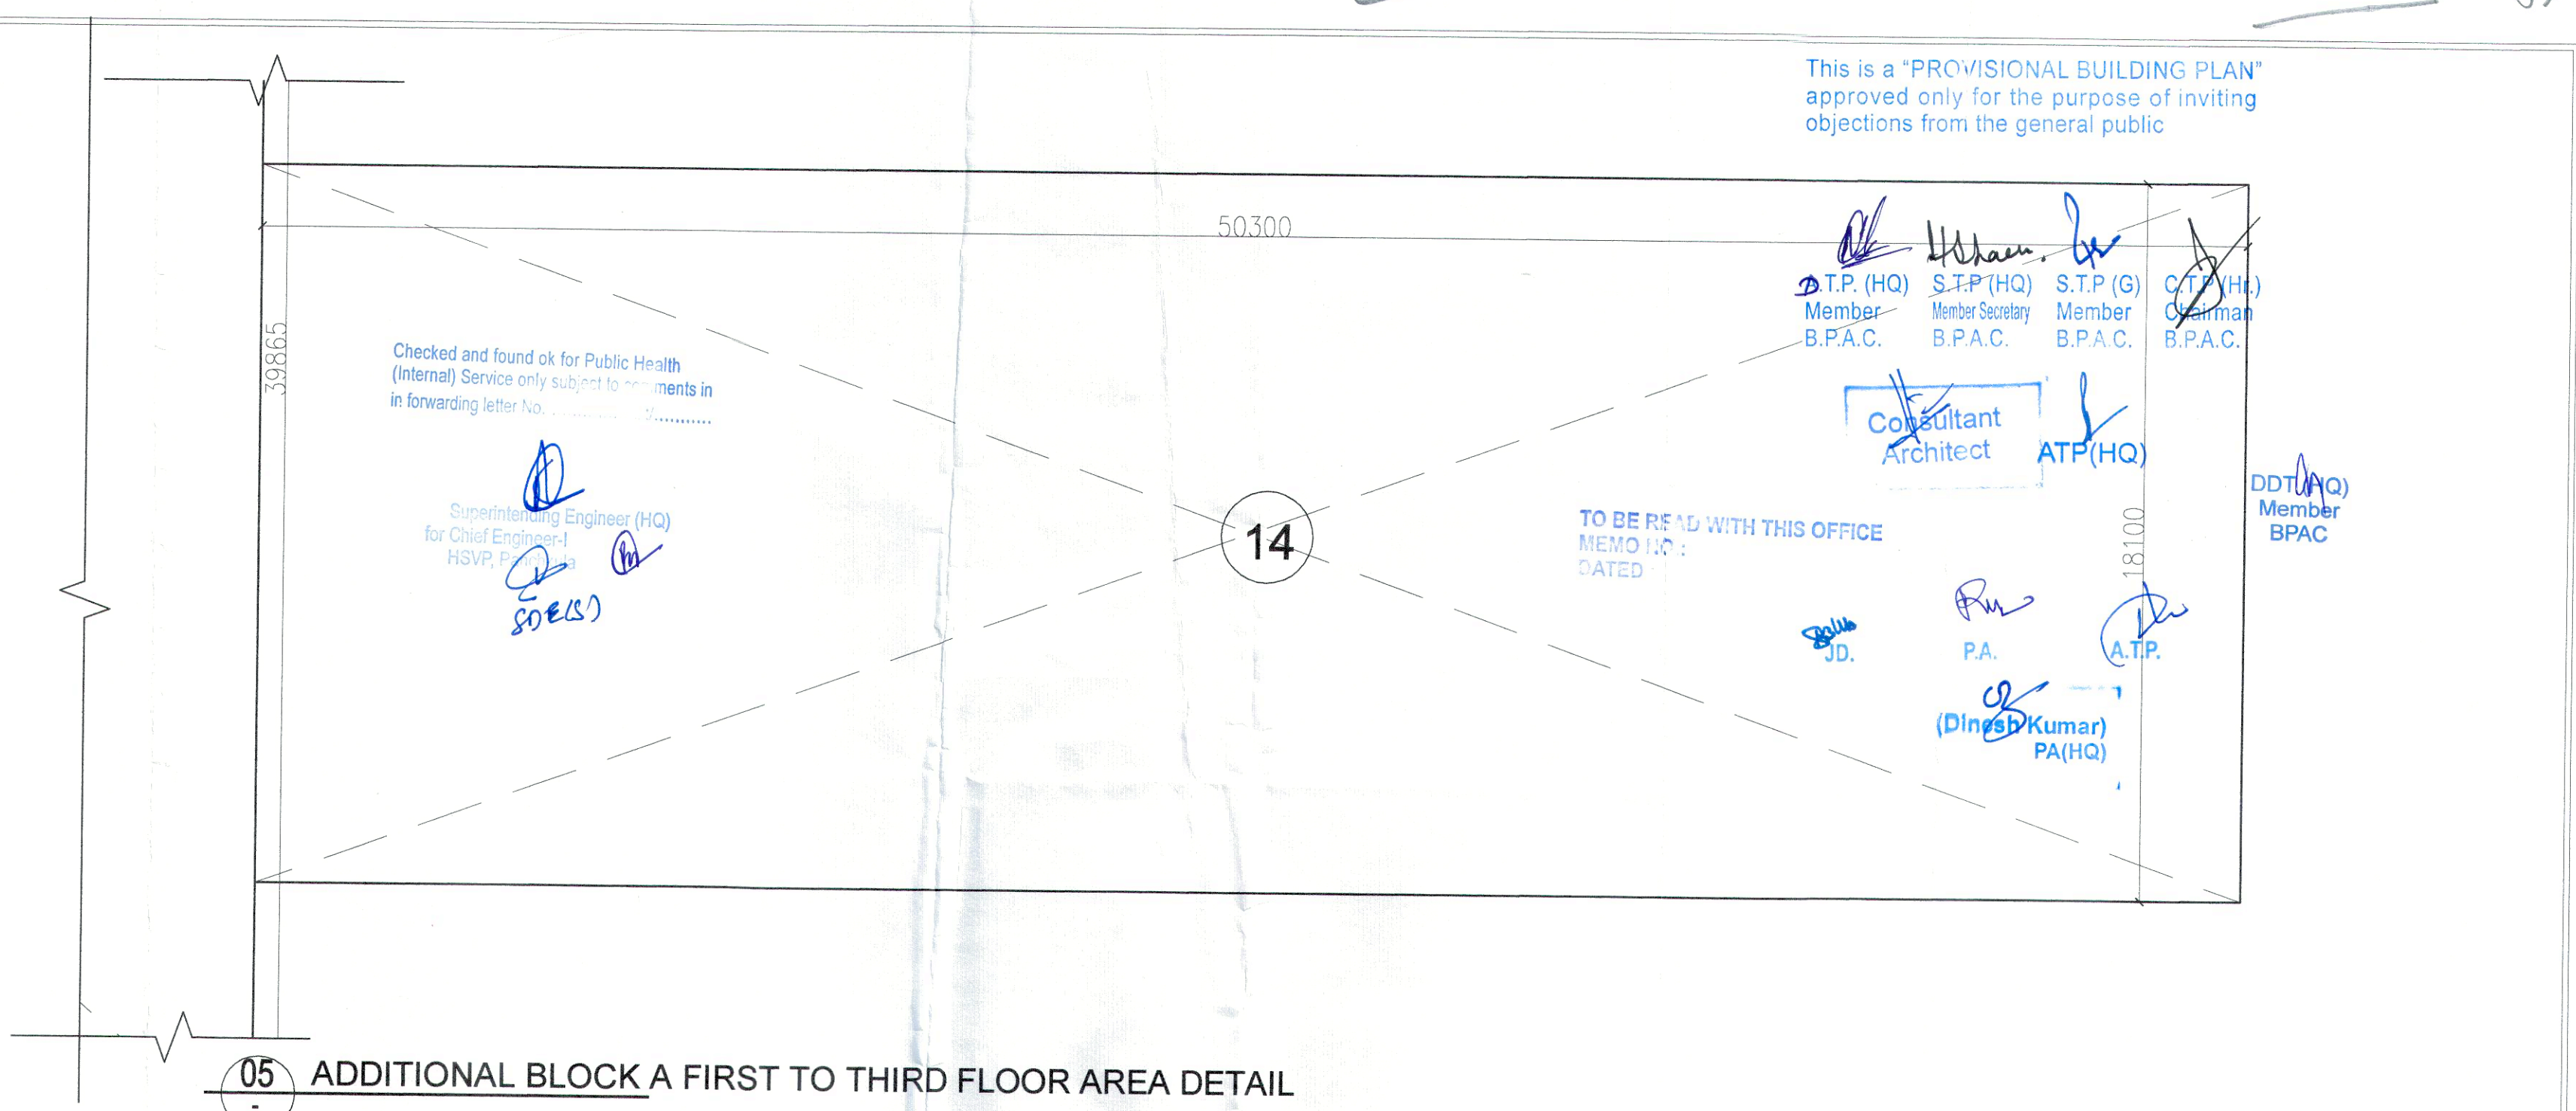 This is a "PROVISIONAL BUILDING PLAN"
approved only for the purpose of inviting
objections from the general public
50300
39865
D.T.P. (HQ)
Member
B.P.A.C.
S.T.P (HQ)
Member Secretary
B.P.A.C.
S.T.P (G)
Member
B.P.A.C.
C.T.P (Hr.)
Chairman
B.P.A.C.
Checked and found ok for Public Health
(Internal) Service only subject to comments in
in forwarding letter No.
Consultant
Architect
ATP(HQ)
(HQ)
Member
BPAC
Superintending Engineer (HQ)
for Chief Engineer-I
HSVP, Panchkula
SDE(S)
14
TO BE READ WITH THIS OFFICE
MEMO NO.:
DATED
18100
JD.
P.A.
A.T.P.
(Dinesh Kumar)
PA(HQ)
05 ADDITIONAL BLOCK A FIRST TO THIRD FLOOR AREA DETAIL
-